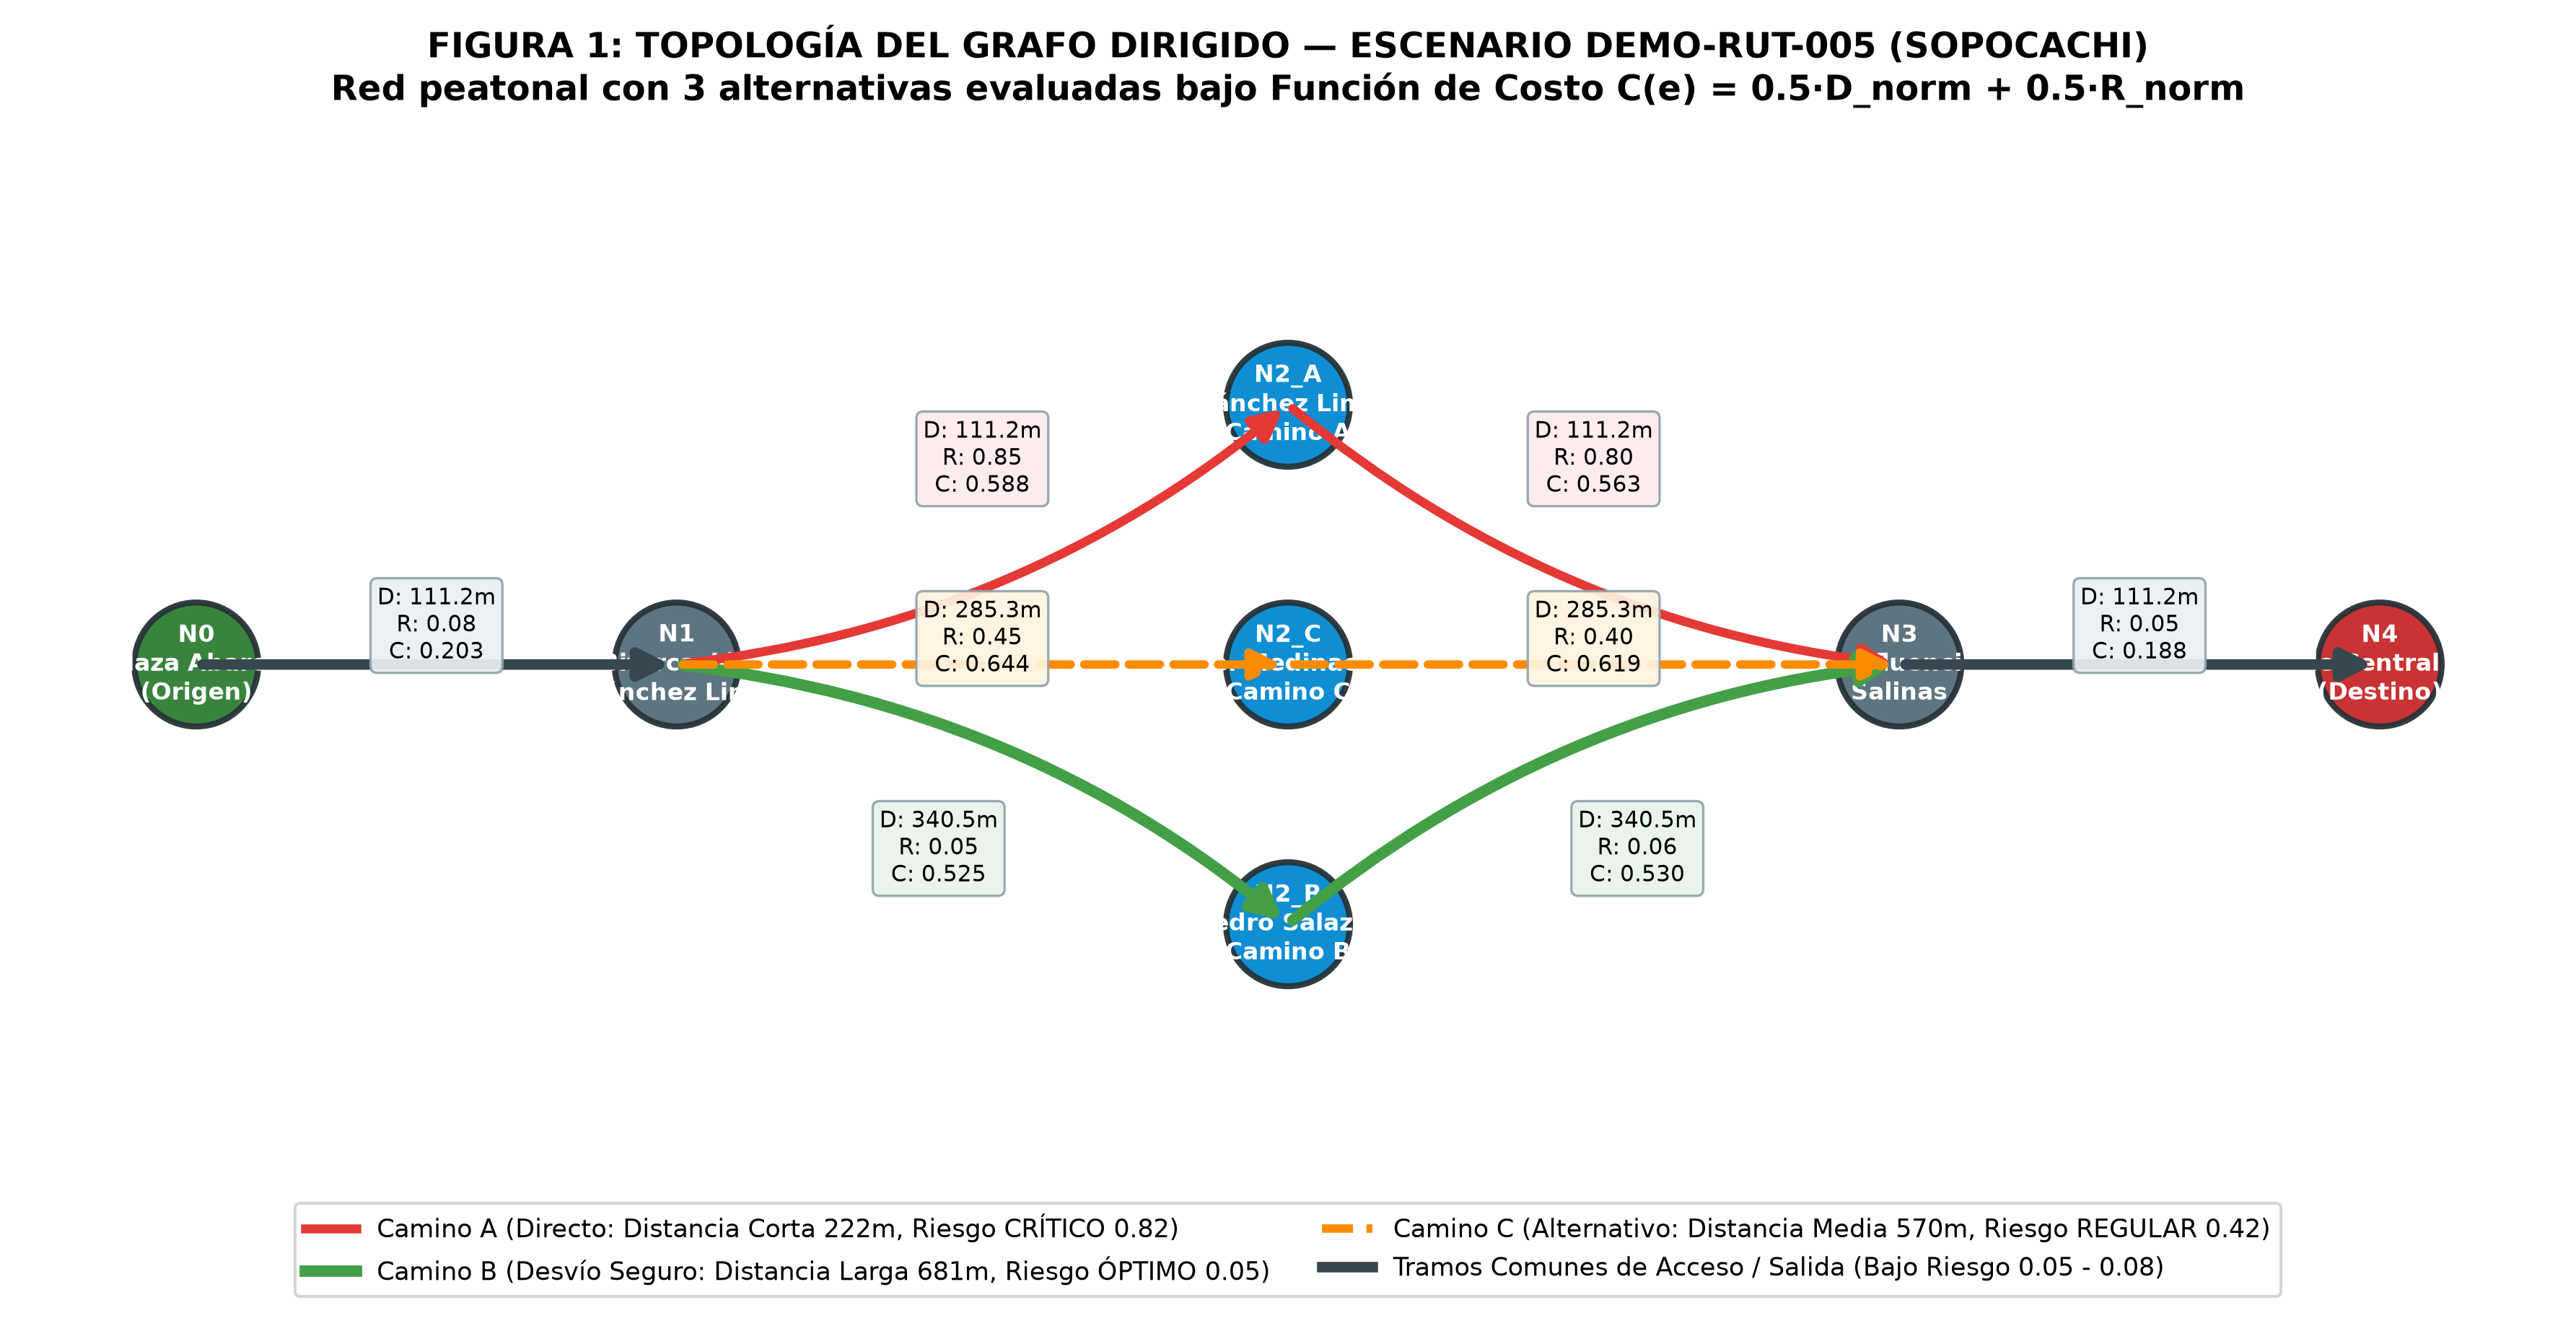 FIGURA 1: TOPOLOGÍA DEL GRAFO DIRIGIDO — ESCENARIO DEMO-RUT-005 (SOPOCACHI)
Red peatonal con 3 alternativas evaluadas bajo Función de Costo C(e) = 0.5·D_norm + 0.5·R_norm
N2_A
Camino A
D: 111.2m
R: 0.85
C: 0.588
D: 111.2m
R: 0.80
C: 0.563
N0
(Origen)
D: 111.2m
R: 0.08
C: 0.203
N1
D: 285.3m
R: 0.45
C: 0.644
N2_C
Medina
Camino C
D: 285.3m
R: 0.40
C: 0.619
N3
Salinas
D: 111.2m
R: 0.05
C: 0.188
N4
Central
(Destino)
D: 340.5m
R: 0.05
C: 0.525
N2_B
Camino B
D: 340.5m
R: 0.06
C: 0.530
Camino A (Directo: Distancia Corta 222m, Riesgo CRÍTICO 0.82)
Camino B (Desvío Seguro: Distancia Larga 681m, Riesgo ÓPTIMO 0.05)
Camino C (Alternativo: Distancia Media 570m, Riesgo REGULAR 0.42)
Tramos Comunes de Acceso / Salida (Bajo Riesgo 0.05 - 0.08)